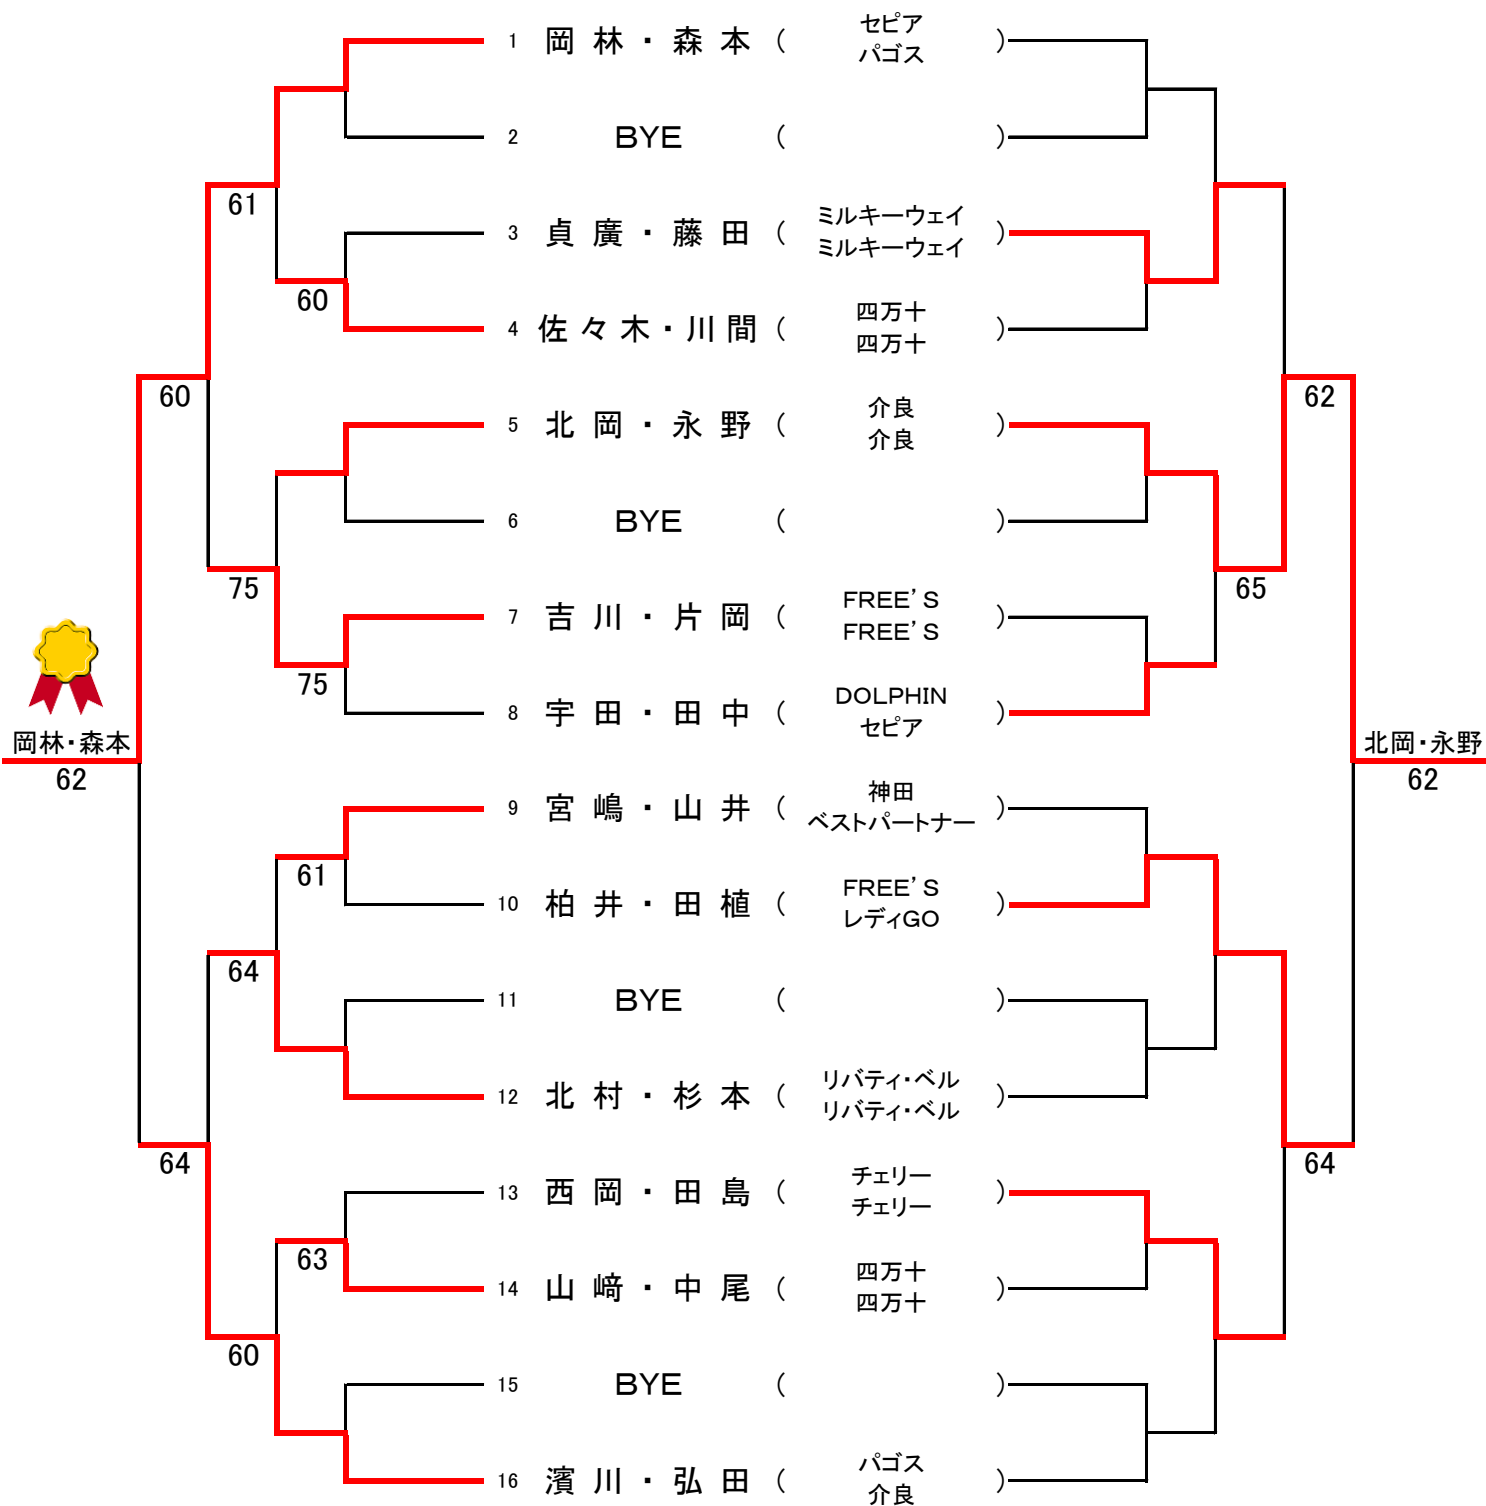 1 岡林・森本 ( セピア パゴス )
2 BYE ( )
61
3 貞廣・藤田 ( ミルキーウェイ ミルキーウェイ )
60
4 佐々木・川間 ( 四万十 四万十 )
60
62
5 北岡・永野 ( 介良 介良 )
6 BYE ( )
75
65
7 吉川・片岡 ( FREE'S FREE'S )
75
8 宇田・田中 ( DOLPHIN セピア )
岡林・森本
62
北岡・永野
62
9 宮嶋・山井 ( 神田 ベストパートナー )
61
10 柏井・田植 ( FREE'S レディGO )
64
11 BYE ( )
12 北村・杉本 ( リバティ・ベル リバティ・ベル )
64
64
13 西岡・田島 ( チェリー チェリー )
63
14 山﨑・中尾 ( 四万十 四万十 )
60
15 BYE ( )
16 濱川・弘田 ( パゴス 介良 )